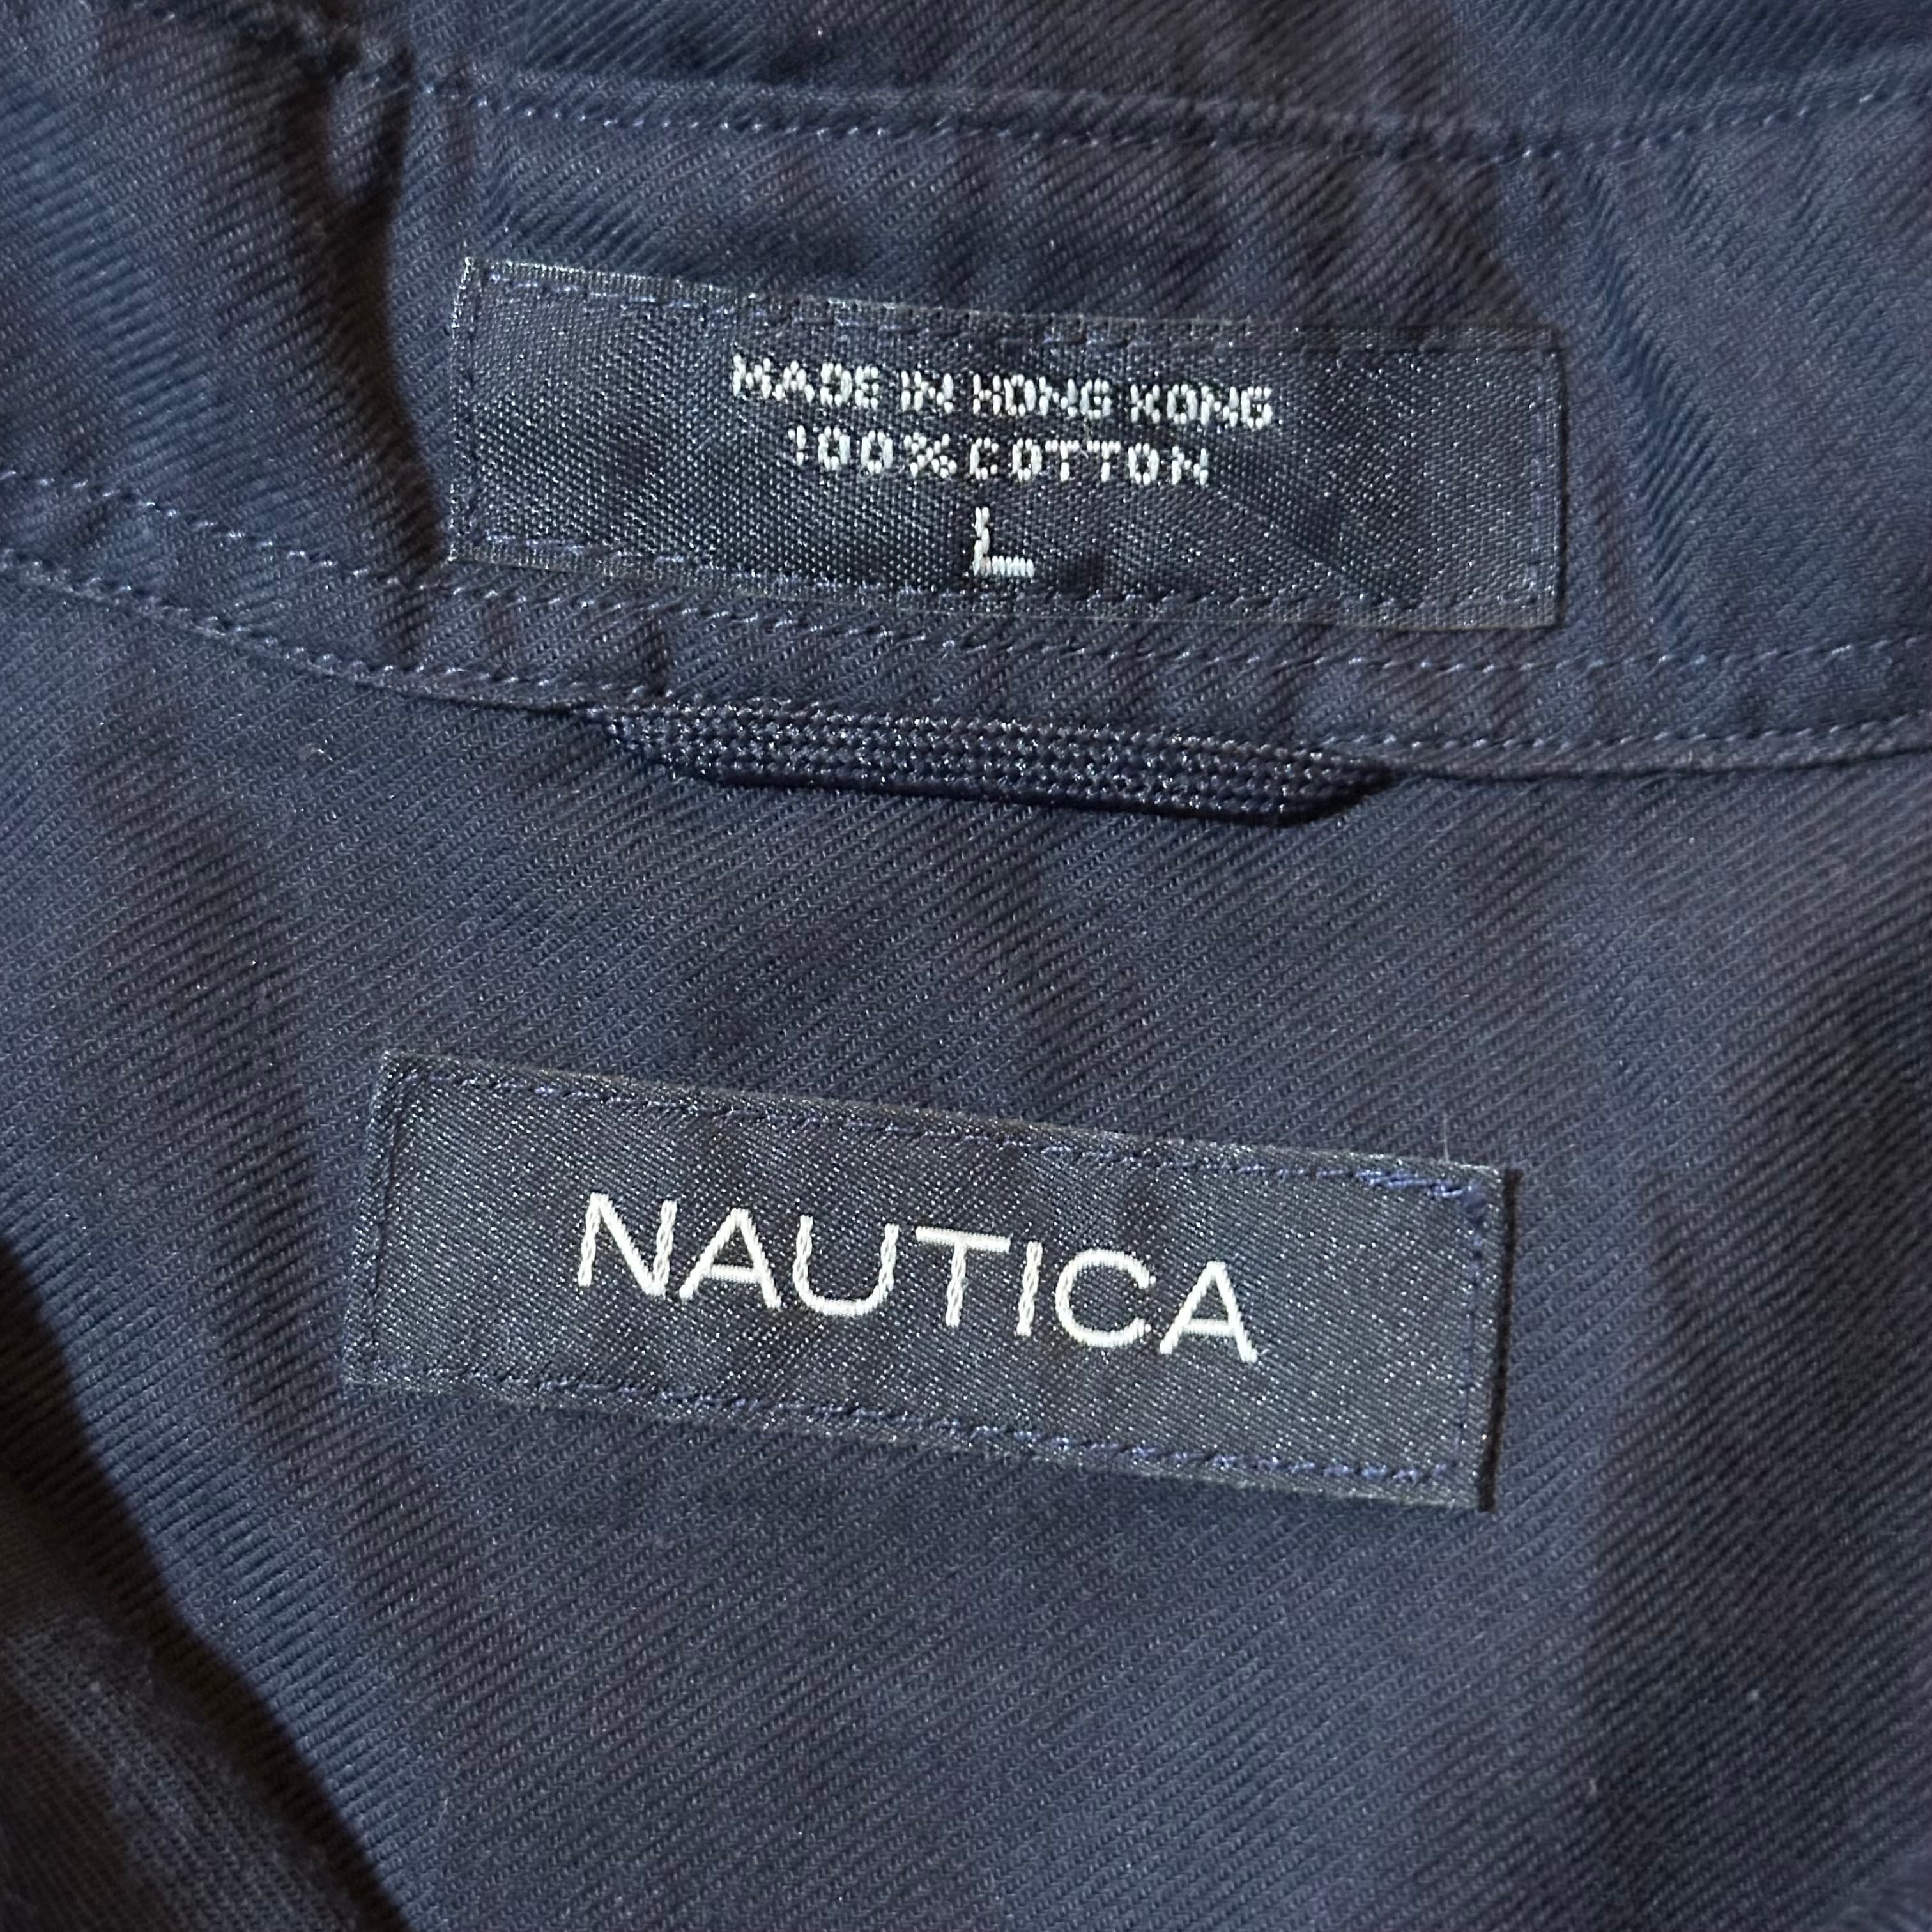 MADE IN HONG KONG
100% COTTON
L
NAUTICA